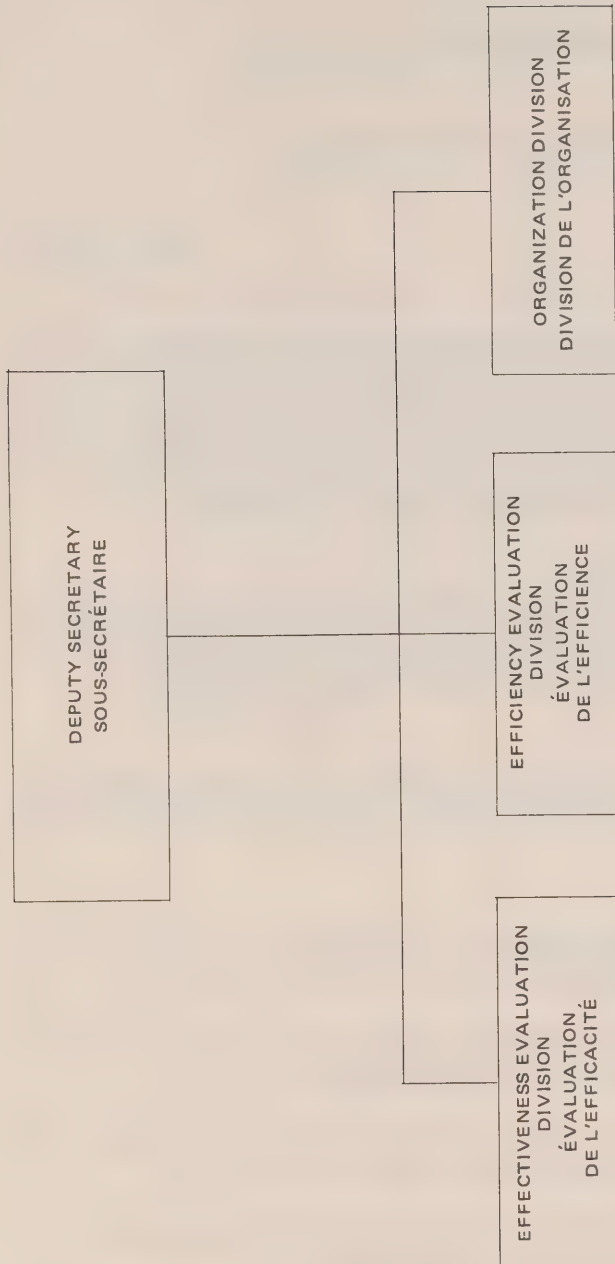 DEPUTY SECRETARY
SOUS-SECRÉTAIRE
EFFECTIVENESS EVALUATION
DIVISION
ÉVALUATION
DE L'EFFICACITÉ
EFFICIENCY EVALUATION
DIVISION
ÉVALUATION
DE L'EFFICIENCE
ORGANIZATION DIVISION
DIVISION DE L'ORGANISATION